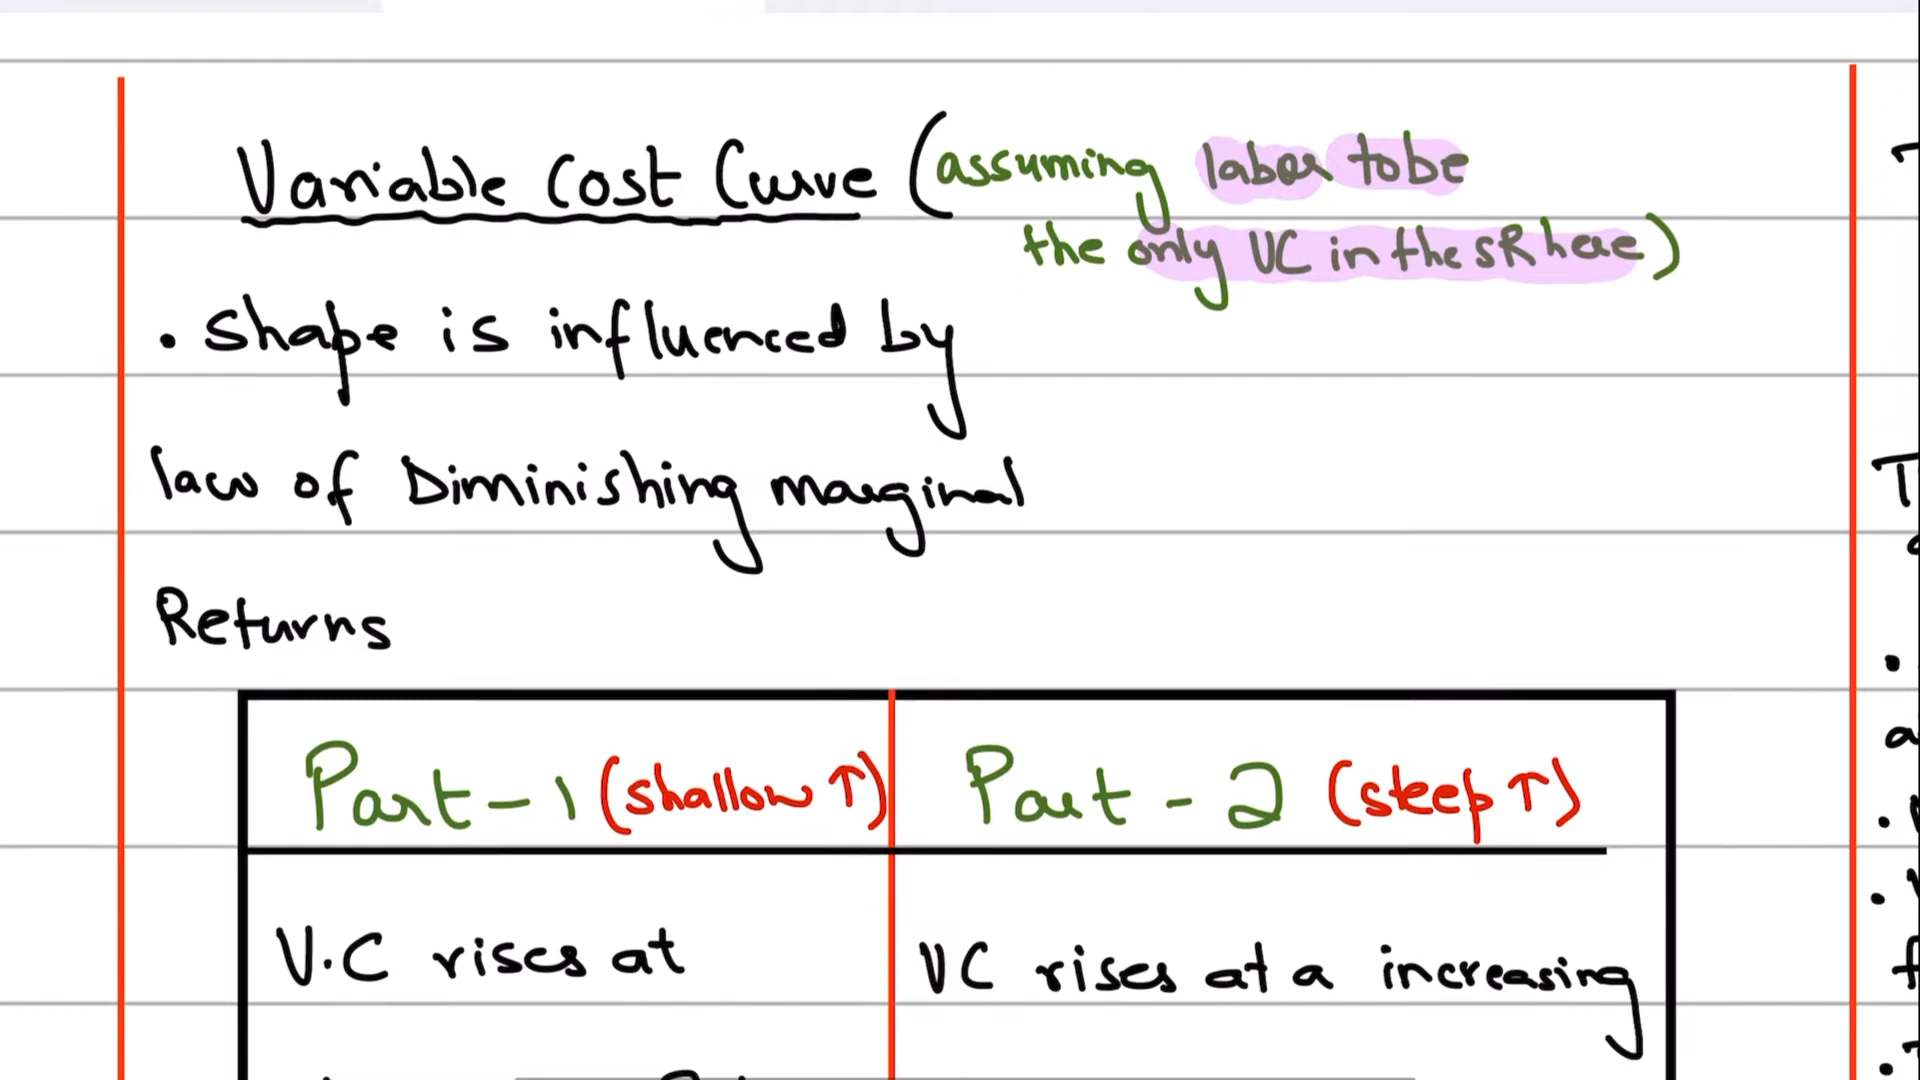 Variable Cost Curve (assuming labor to be
the only VC in the SR here)
• Shape is influenced by
law of Diminishing marginal
Returns
Part - 1 (shallow ↑)
Part - 2 (steep ↑)
V.C rises at
VC rises at a increasing